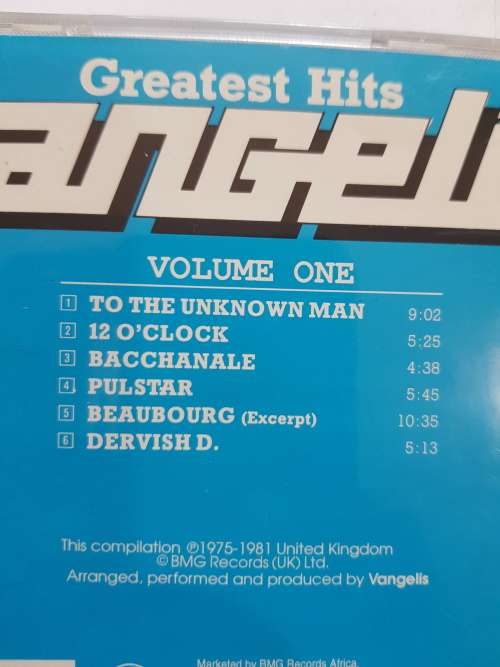 Greatest Hits
angeli
VOLUME ONE
1 TO THE UNKNOWN MAN 9:02
2 12 O'CLOCK 5:25
3 BACCHANALE 4:38
4 PULSTAR 5:45
5 BEAUBOURG (Excerpt) 10:35
6 DERVISH D. 5:13
This compilation ℗1975-1981 United Kingdom
© BMG Records (UK) Ltd.
Arranged, performed and produced by Vangelis
Marketed by BMG Records Africa,